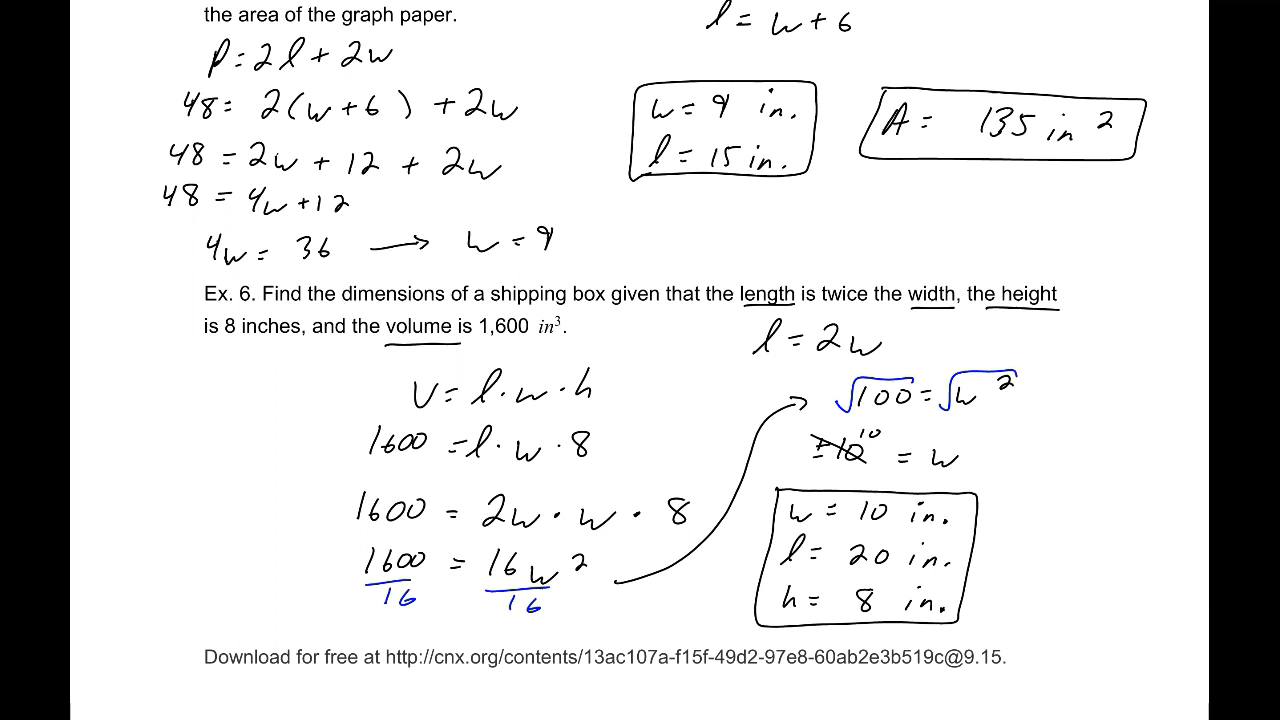 the area of the graph paper.
l = w + 6
P = 2l + 2w
48 = 2(w + 6) + 2w
w = 9 in.
l = 15 in.
A = 135 in 2
48 = 2w + 12 + 2w
48 = 4w + 12
4w = 36 → w = 9
Ex. 6. Find the dimensions of a shipping box given that the length is twice the width, the height
is 8 inches, and the volume is 1,600 in³.
l = 2w
V = l · w · h
1600 = l · w · 8
1600 = 2w · w · 8
1600 = 16w²
16 16
√100 = √w²
±10 10 = w
w = 10 in.
l = 20 in.
h = 8 in.
Download for free at http://cnx.org/contents/13ac107a-f15f-49d2-97e8-60ab2e3b519c@9.15.